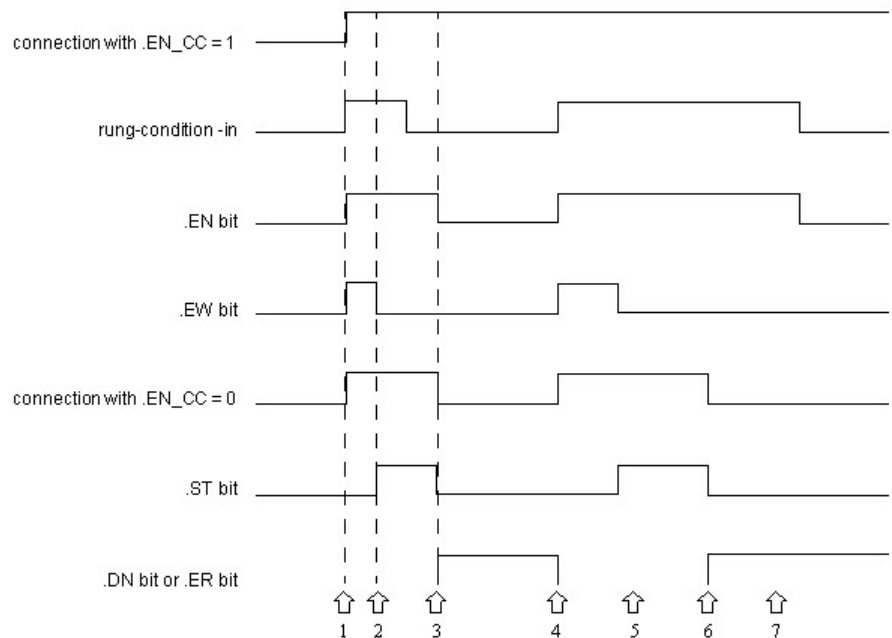 connection with .EN_CC = 1
rung-condition -in
.EN bit
.EW bit
connection with .EN_CC = 0
.ST bit
.DN bit or .ER bit
1 2 3 4 5 6 7